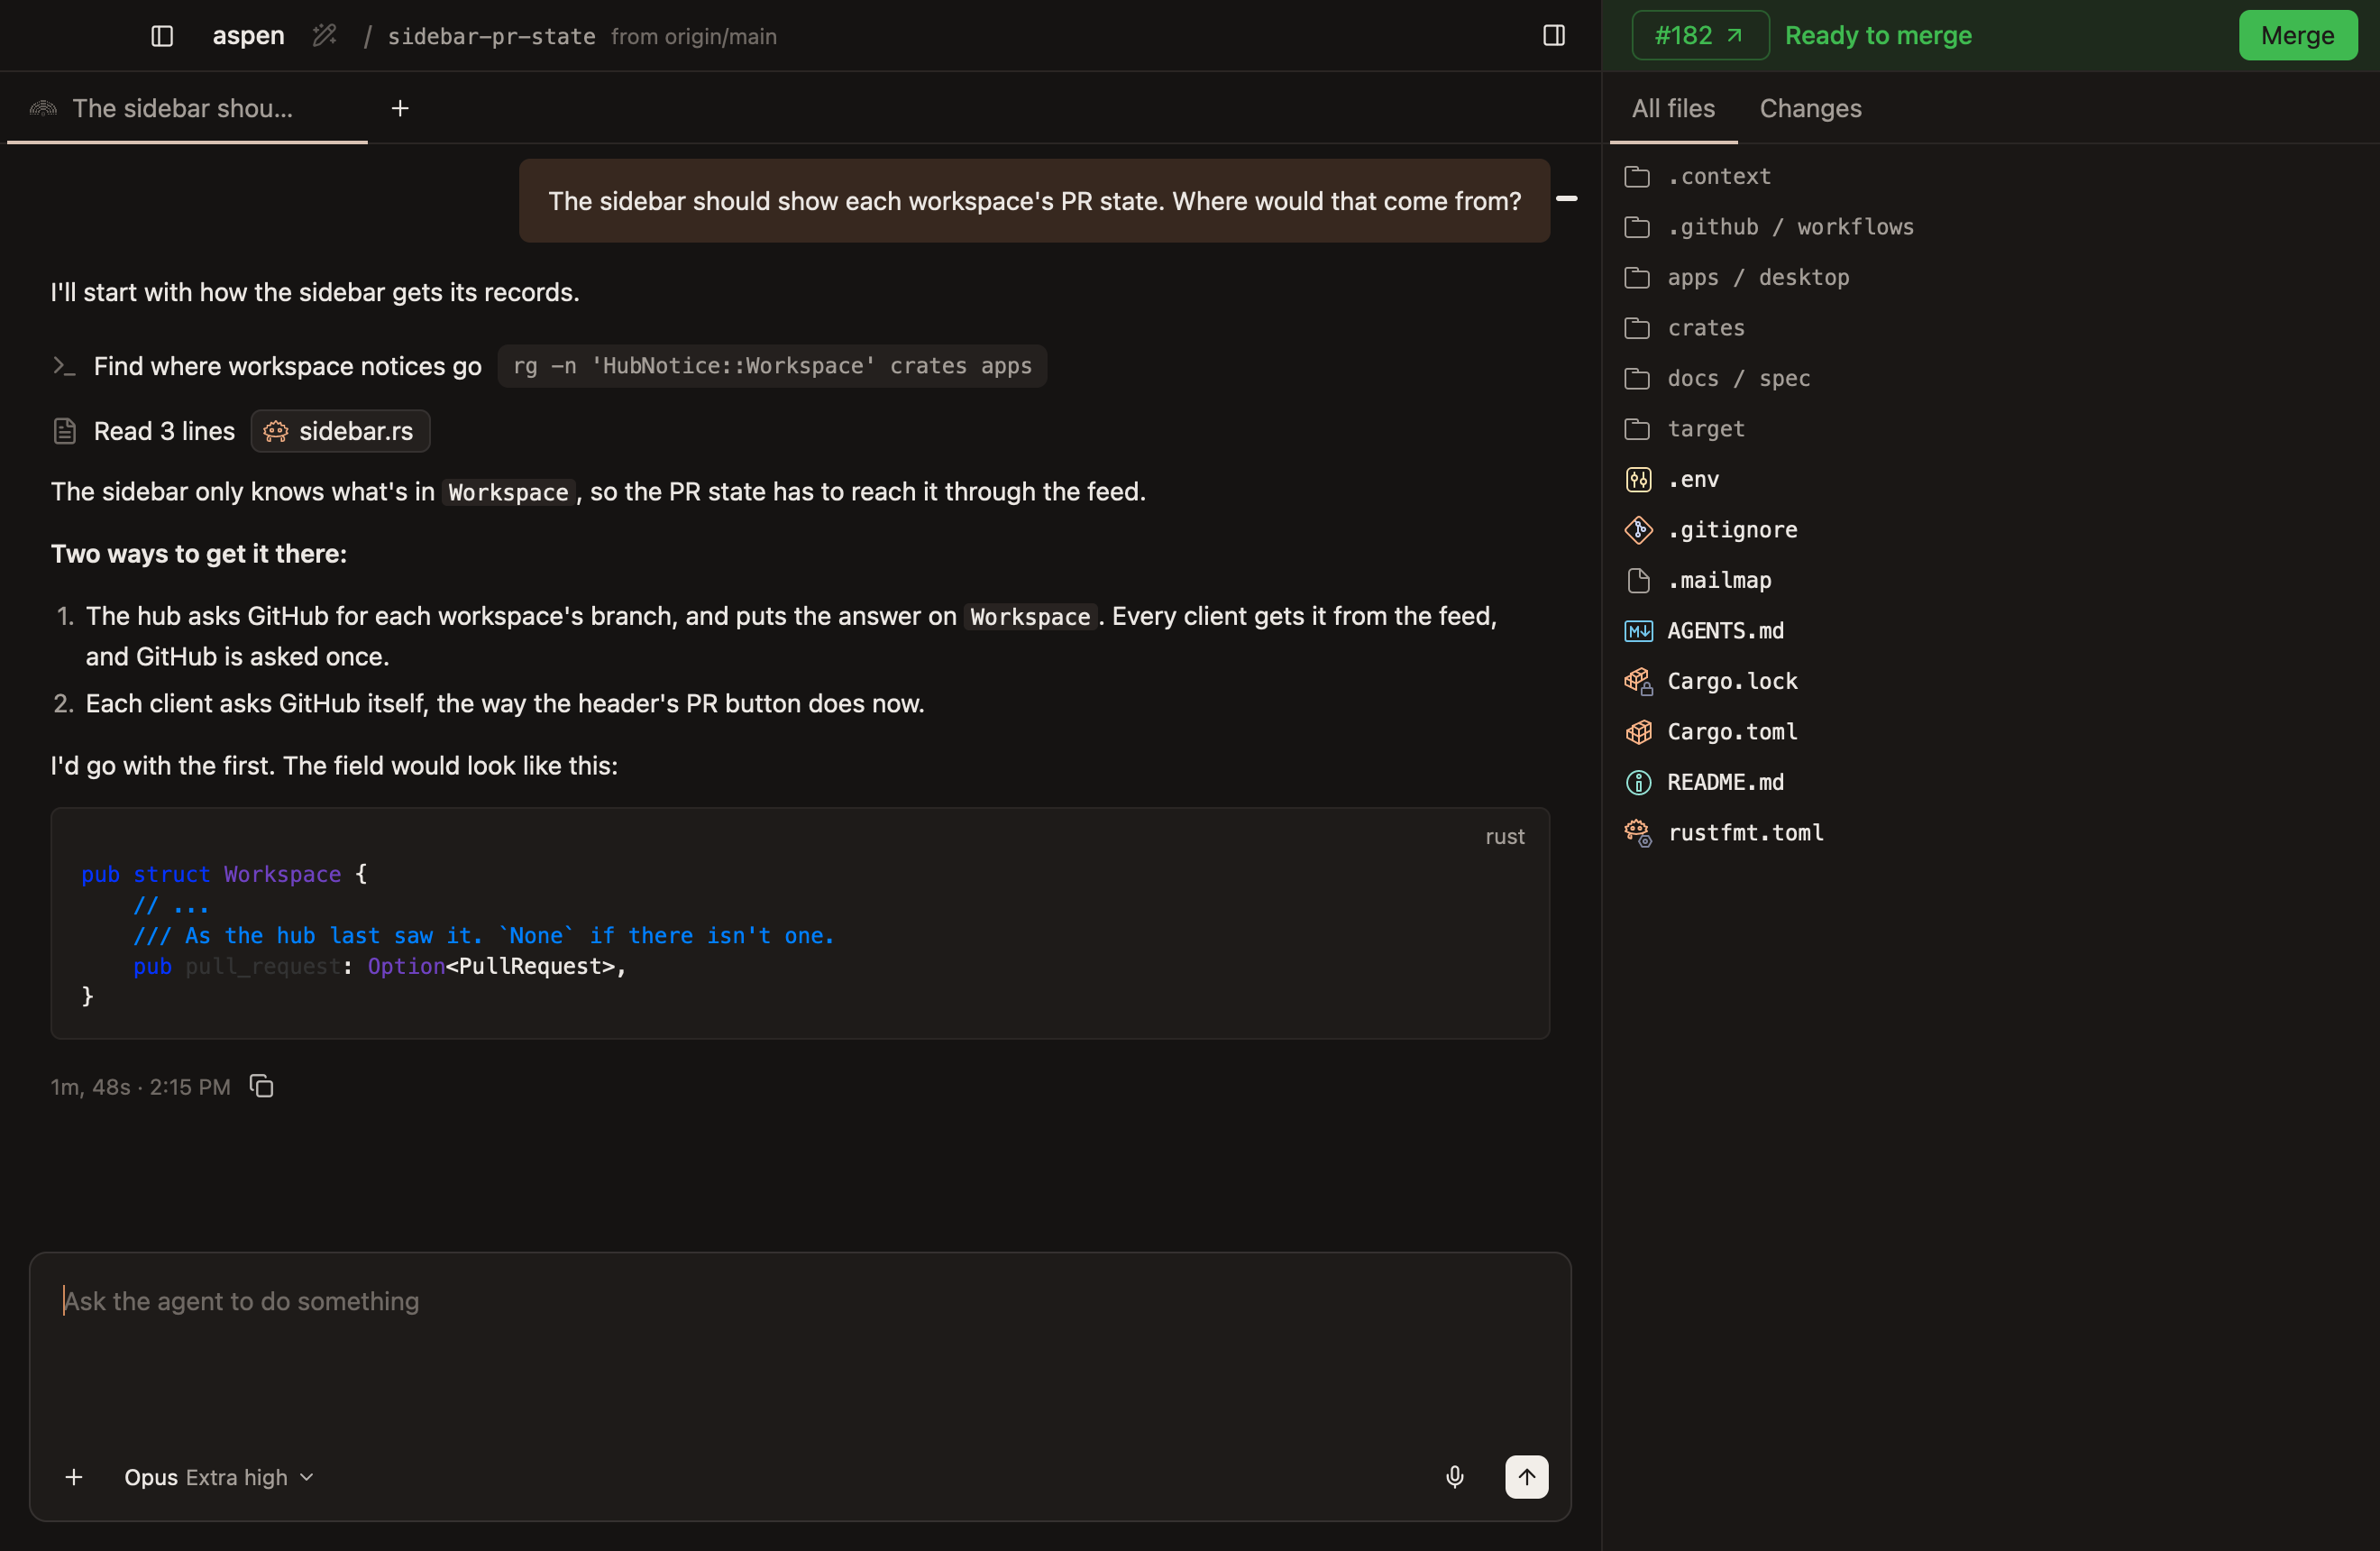 aspen / sidebar-pr-state from origin/main
#182 Ready to merge Merge
The sidebar shou...
All files Changes
The sidebar should show each workspace's PR state. Where would that come from?
I'll start with how the sidebar gets its records.
Find where workspace notices go rg -n 'HubNotice::Workspace' crates apps
Read 3 lines sidebar.rs
The sidebar only knows what's in Workspace, so the PR state has to reach it through the feed.
Two ways to get it there:
1. The hub asks GitHub for each workspace's branch, and puts the answer on Workspace. Every client gets it from the feed,
and GitHub is asked once.
2. Each client asks GitHub itself, the way the header's PR button does now.
I'd go with the first. The field would look like this:
rust
pub struct Workspace {
    // ...
    /// As the hub last saw it. `None` if there isn't one.
    pub pull_request: Option<PullRequest>,
}
1m, 48s · 2:15 PM
Ask the agent to do something
Opus Extra high
.context
.github / workflows
apps / desktop
crates
docs / spec
target
.env
.gitignore
.mailmap
AGENTS.md
Cargo.lock
Cargo.toml
README.md
rustfmt.toml